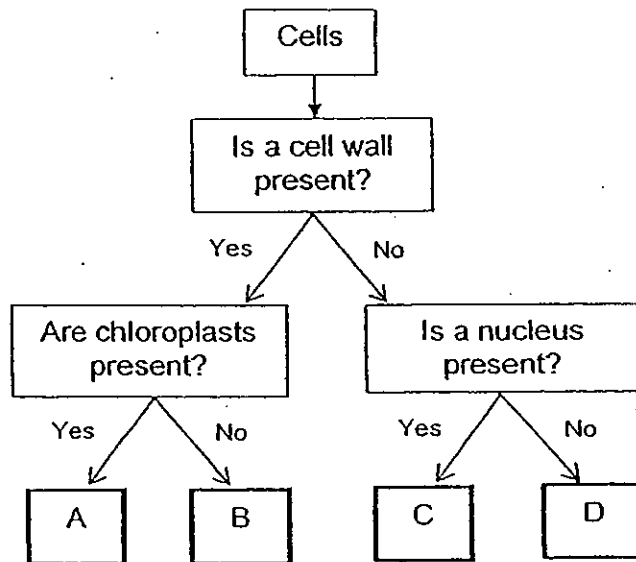 Cells
Is a cell wall
present?
Yes
No
Are chloroplasts
present?
Is a nucleus
present?
Yes
No
Yes
No
A
B
C
D